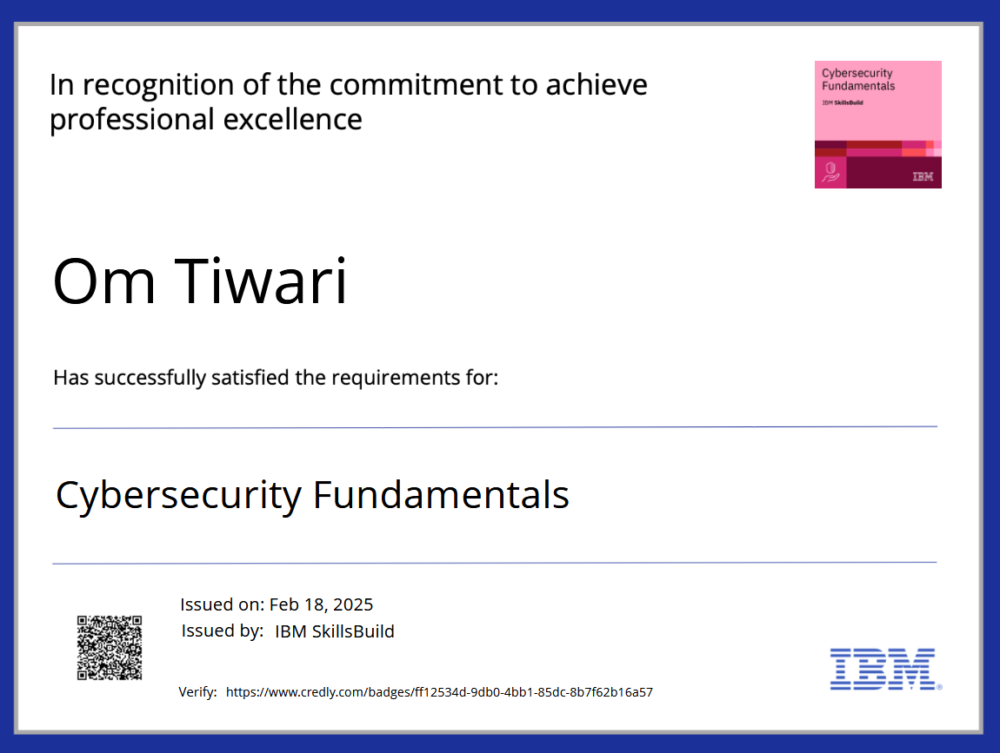 In recognition of the commitment to achieve
professional excellence
Cybersecurity
Fundamentals
IBM SkillsBuild
IBM
Om Tiwari
Has successfully satisfied the requirements for:
Cybersecurity Fundamentals
Issued on: Feb 18, 2025
Issued by: IBM SkillsBuild
Verify: https://www.credly.com/badges/ff12534d-9db0-4bb1-85dc-8b7f62b16a57
IBM®